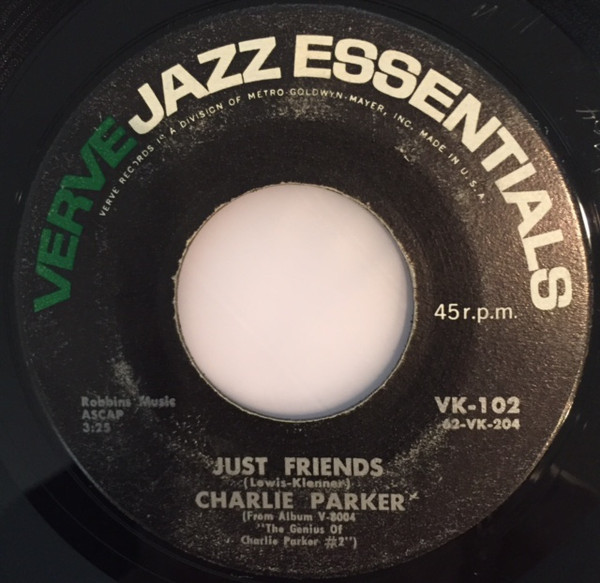 VERVE JAZZ ESSENTIALS
VERVE RECORDS IS A DIVISION OF METRO-GOLDWYN-MAYER, INC. MADE IN U.S.A.
45 r.p.m.
Robbins Music
ASCAP
3:25
VK-102
62-VK-204
JUST FRIENDS
(Lewis-Klenner)
CHARLIE PARKER
(From Album V-8004
"The Genius Of
Charlie Parker #2")